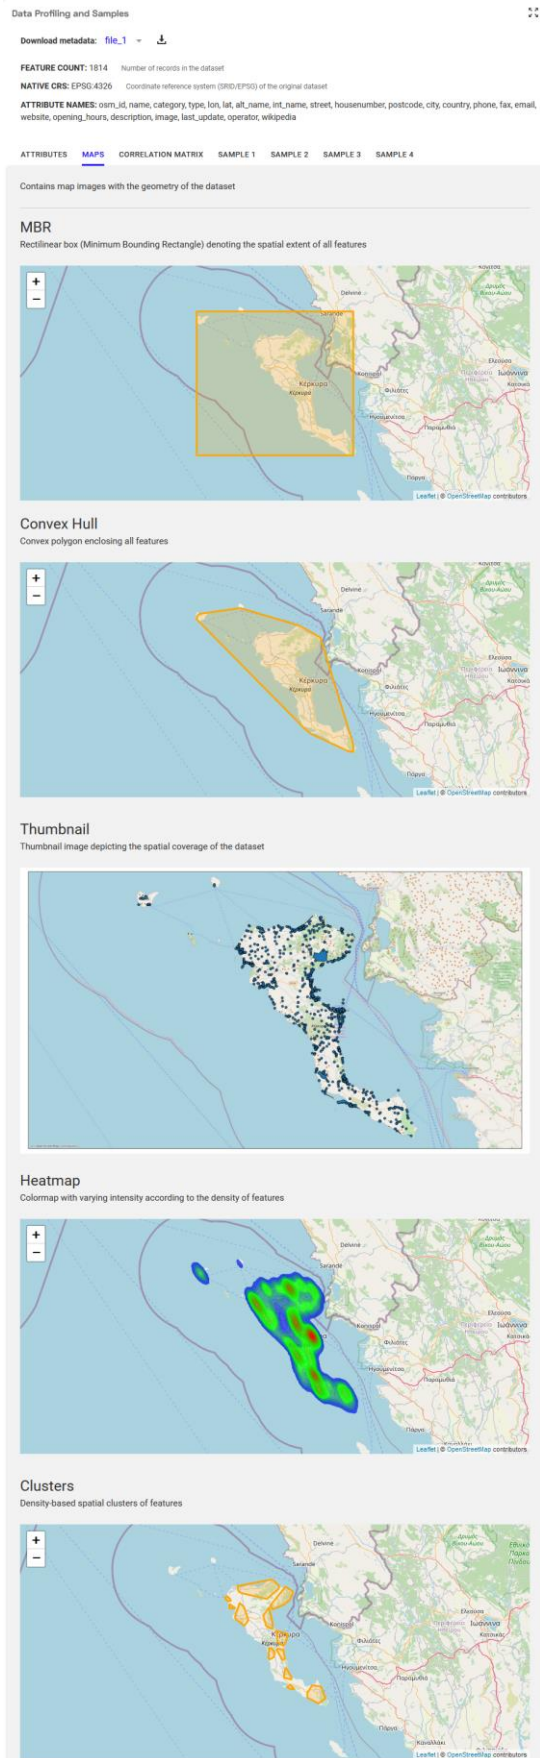 Data Profiling and Samples
Download metadata: file_1
FEATURE COUNT: 1814 Number of records in the dataset
NATIVE CRS: EPSG:4326 Coordinate reference system (SRID/EPSG) of the original dataset
ATTRIBUTE NAMES: osm_id, name, category, type, lon, lat, alt_name, int_name, street, housenumber, postcode, city, country, phone, fax, email,
website, opening_hours, description, image, last_update, operator, wikipedia
ATTRIBUTES MAPS CORRELATION MATRIX SAMPLE 1 SAMPLE 2 SAMPLE 3 SAMPLE 4
Contains map images with the geometry of the dataset
MBR
Rectilinear box (Minimum Bounding Rectangle) denoting the spatial extent of all features
+
−
Delvinë
Sarandë
Κέρκυρα
Κέρκυρα
Φιλιάτες
Ηγουμενίτσα
Παραμυθιά
Ελεούσα
Ιωάννινα
Πάργα
Leaflet | © OpenStreetMap contributors
Convex Hull
Convex polygon enclosing all features
+
−
Delvinë
Sarandë
Κέρκυρα
Κέρκυρα
Φιλιάτες
Ηγουμενίτσα
Παραμυθιά
Ελεούσα
Ιωάννινα
Πάργα
Leaflet | © OpenStreetMap contributors
Thumbnail
Thumbnail image depicting the spatial coverage of the dataset
Heatmap
Colormap with varying intensity according to the density of features
+
−
Delvinë
Sarandë
Φιλιάτες
Ηγουμενίτσα
Παραμυθιά
Ελεούσα
Ιωάννινα
Πάργα
Leaflet | © OpenStreetMap contributors
Clusters
Density-based spatial clusters of features
+
−
Delvinë
Sarandë
Κέρκυρα
Κέρκυρα
Φιλιάτες
Ηγουμενίτσα
Παραμυθιά
Ελεούσα
Ιωάννινα
Πάργα
Καναλλάκι
Leaflet | © OpenStreetMap contributors